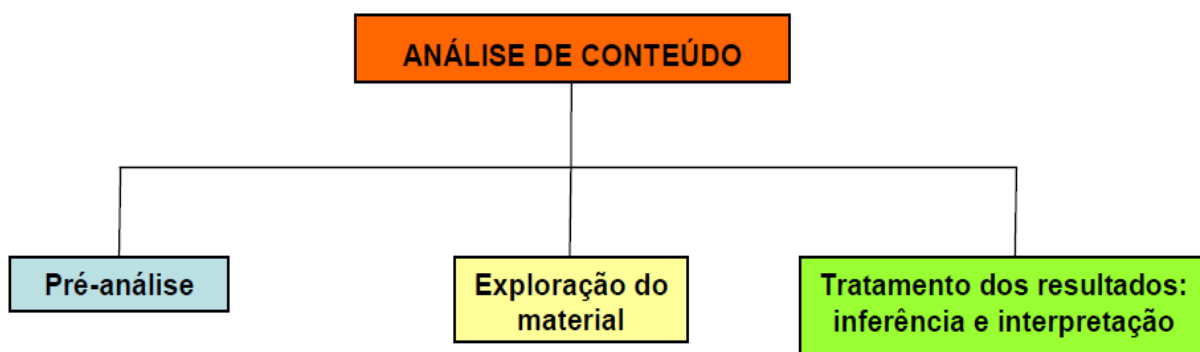 ANÁLISE DE CONTEÚDO
Pré-análise
Exploração do
material
Tratamento dos resultados:
inferência e interpretação